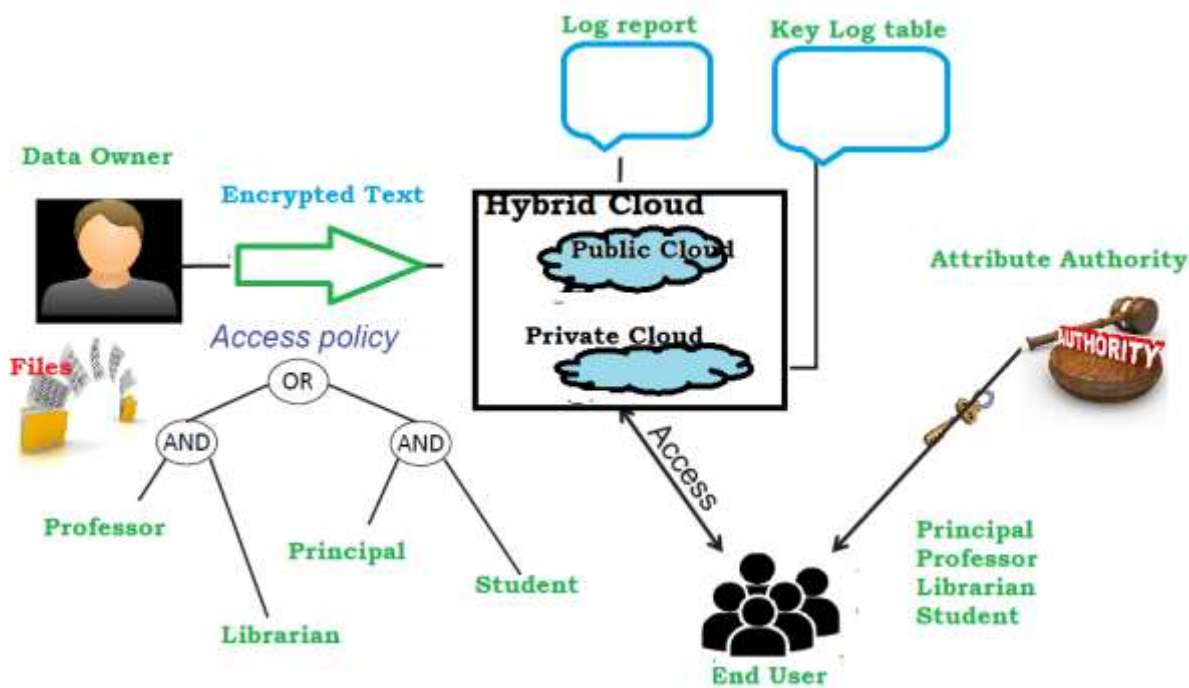 Log report
Key Log table
Data Owner
Encrypted Text
Hybrid Cloud
Public Cloud
Private Cloud
Attribute Authority
AUTHORITY
Access policy
Files
OR
AND
AND
Professor
Principal
Student
Librarian
Access
Principal
Professor
Librarian
Student
End User